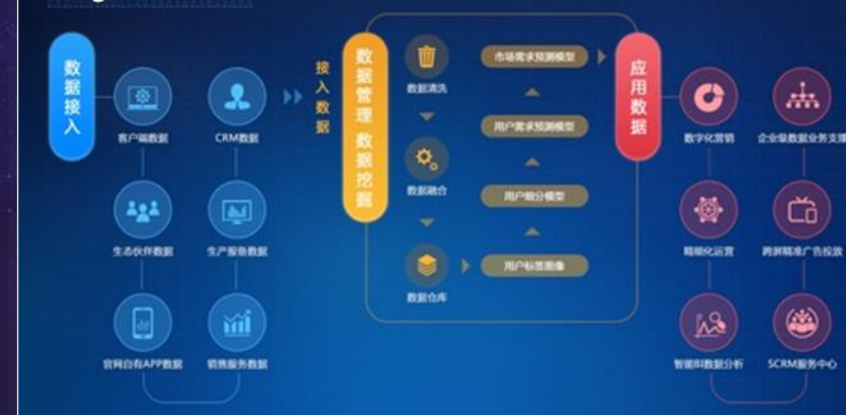 数据接入
客户端数据
CRM数据
生态伙伴数据
生产服备数据
官网自有APP数据
销售服务数据
接入数据
数据管理 数据挖掘
数据清洗
数据融合
数据仓库
市场需求预测模型
用户需求预测模型
用户细分模型
用户标签图像
应用数据
数字化营销
企业级数据业务支撑
精细化运营
跨屏精准广告投放
智能BI数据分析
SCRM服务中心